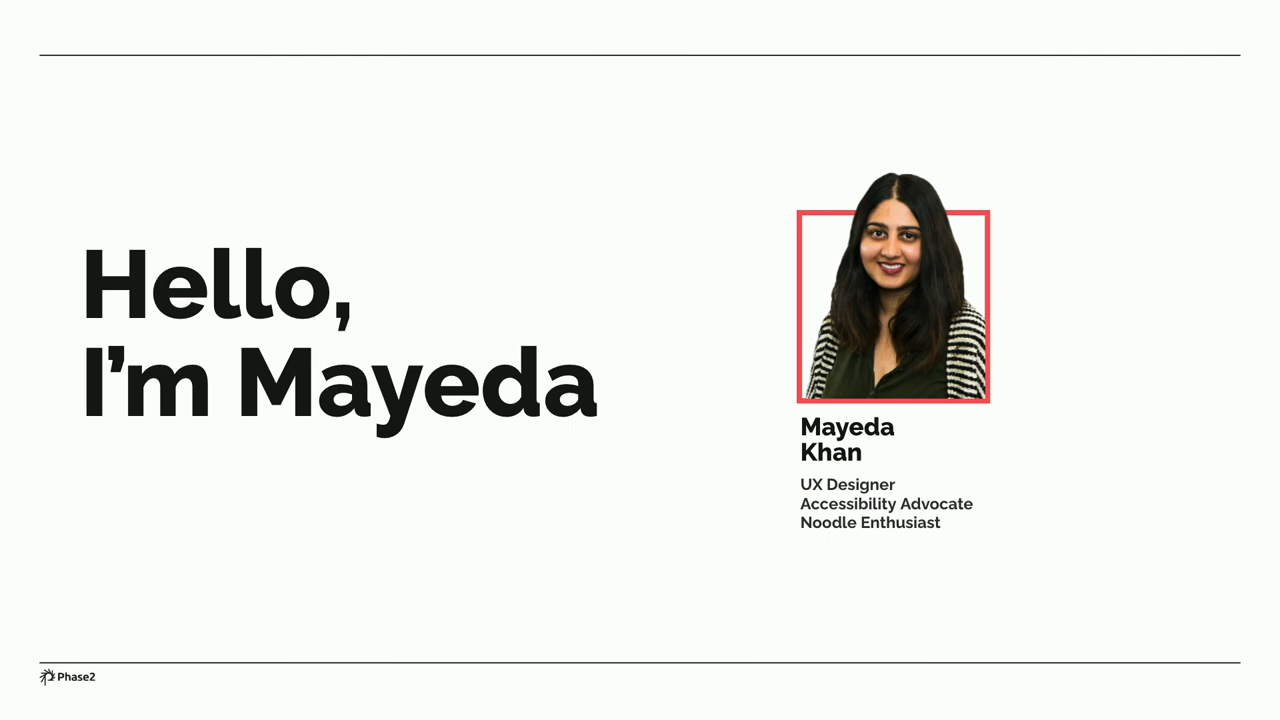 Hello,
I’m Mayeda
Mayeda
Khan
UX Designer
Accessibility Advocate
Noodle Enthusiast
Phase2